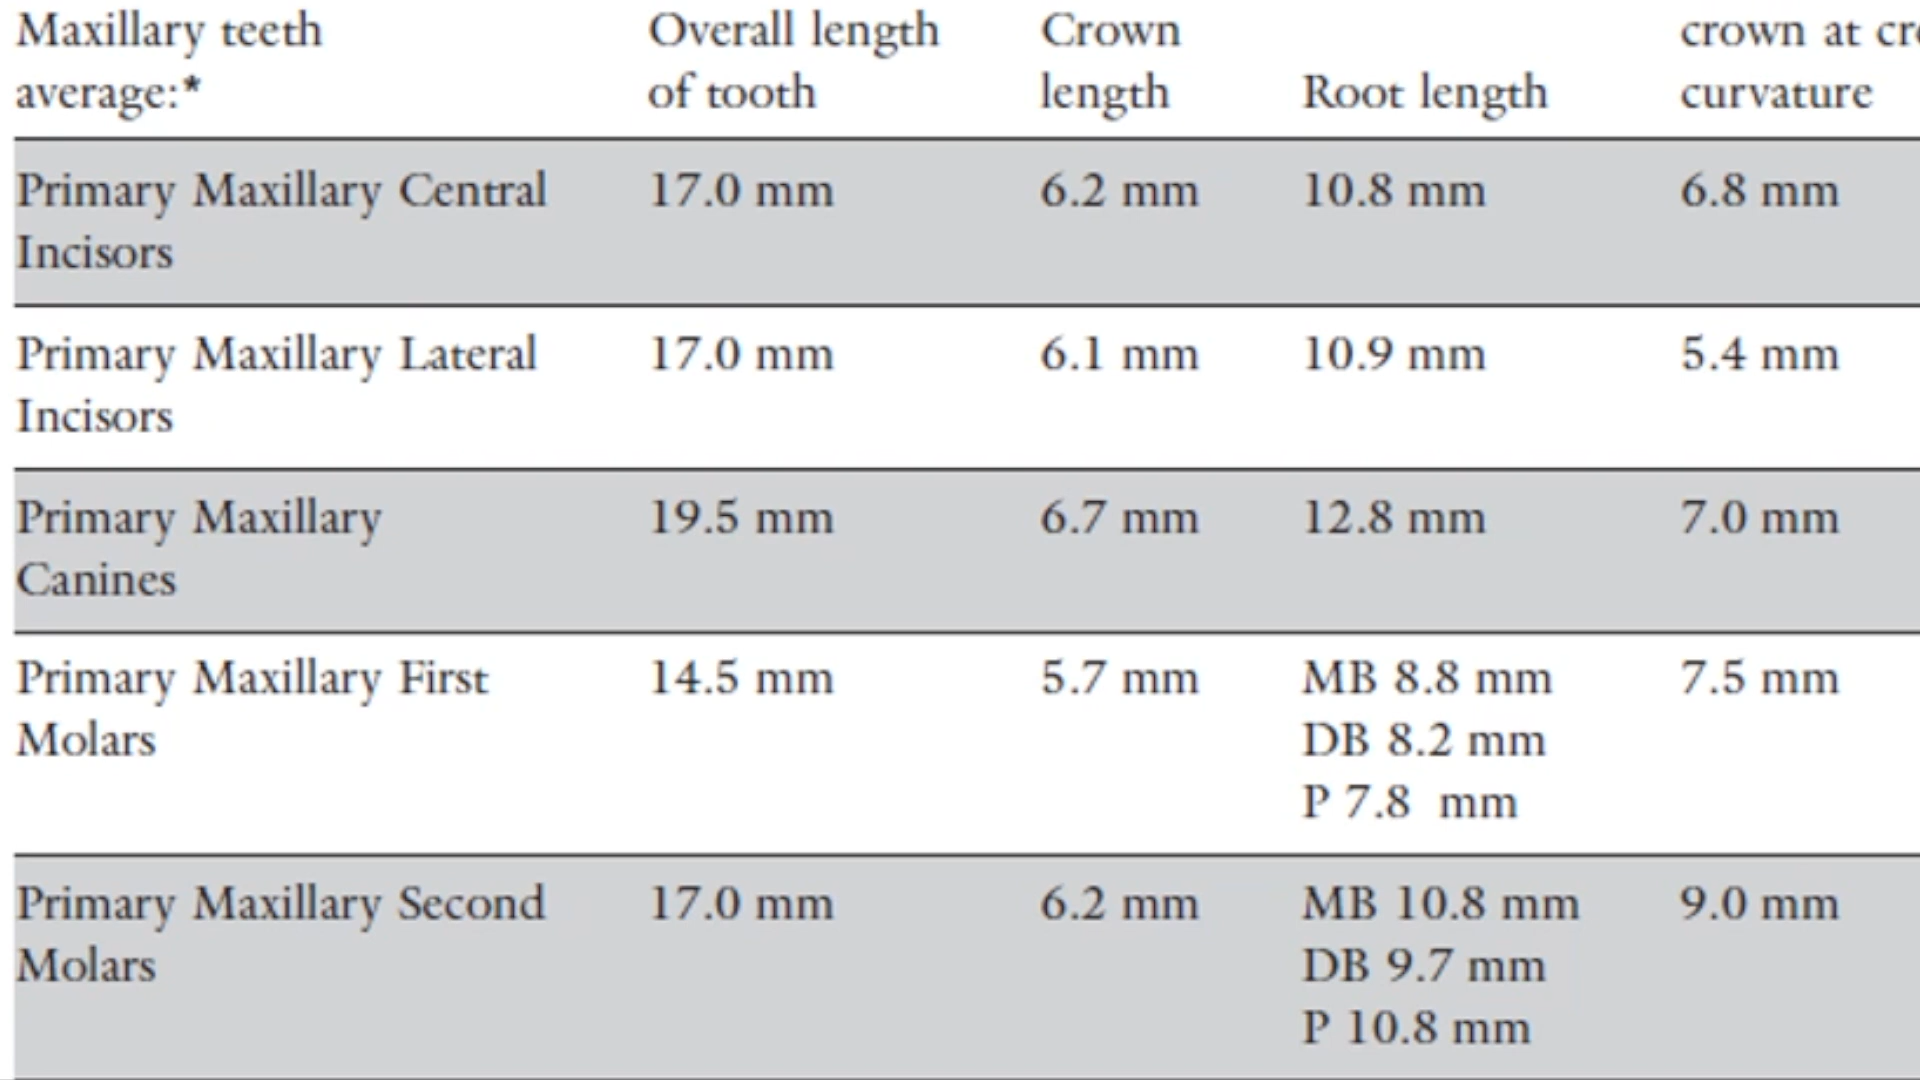 Maxillary teeth average:* Overall length of tooth Crown length Root length crown at curvature
Primary Maxillary Central Incisors 17.0 mm 6.2 mm 10.8 mm 6.8 mm
Primary Maxillary Lateral Incisors 17.0 mm 6.1 mm 10.9 mm 5.4 mm
Primary Maxillary Canines 19.5 mm 6.7 mm 12.8 mm 7.0 mm
Primary Maxillary First Molars 14.5 mm 5.7 mm MB 8.8 mm 7.5 mm
DB 8.2 mm
P 7.8 mm
Primary Maxillary Second Molars 17.0 mm 6.2 mm MB 10.8 mm 9.0 mm
DB 9.7 mm
P 10.8 mm